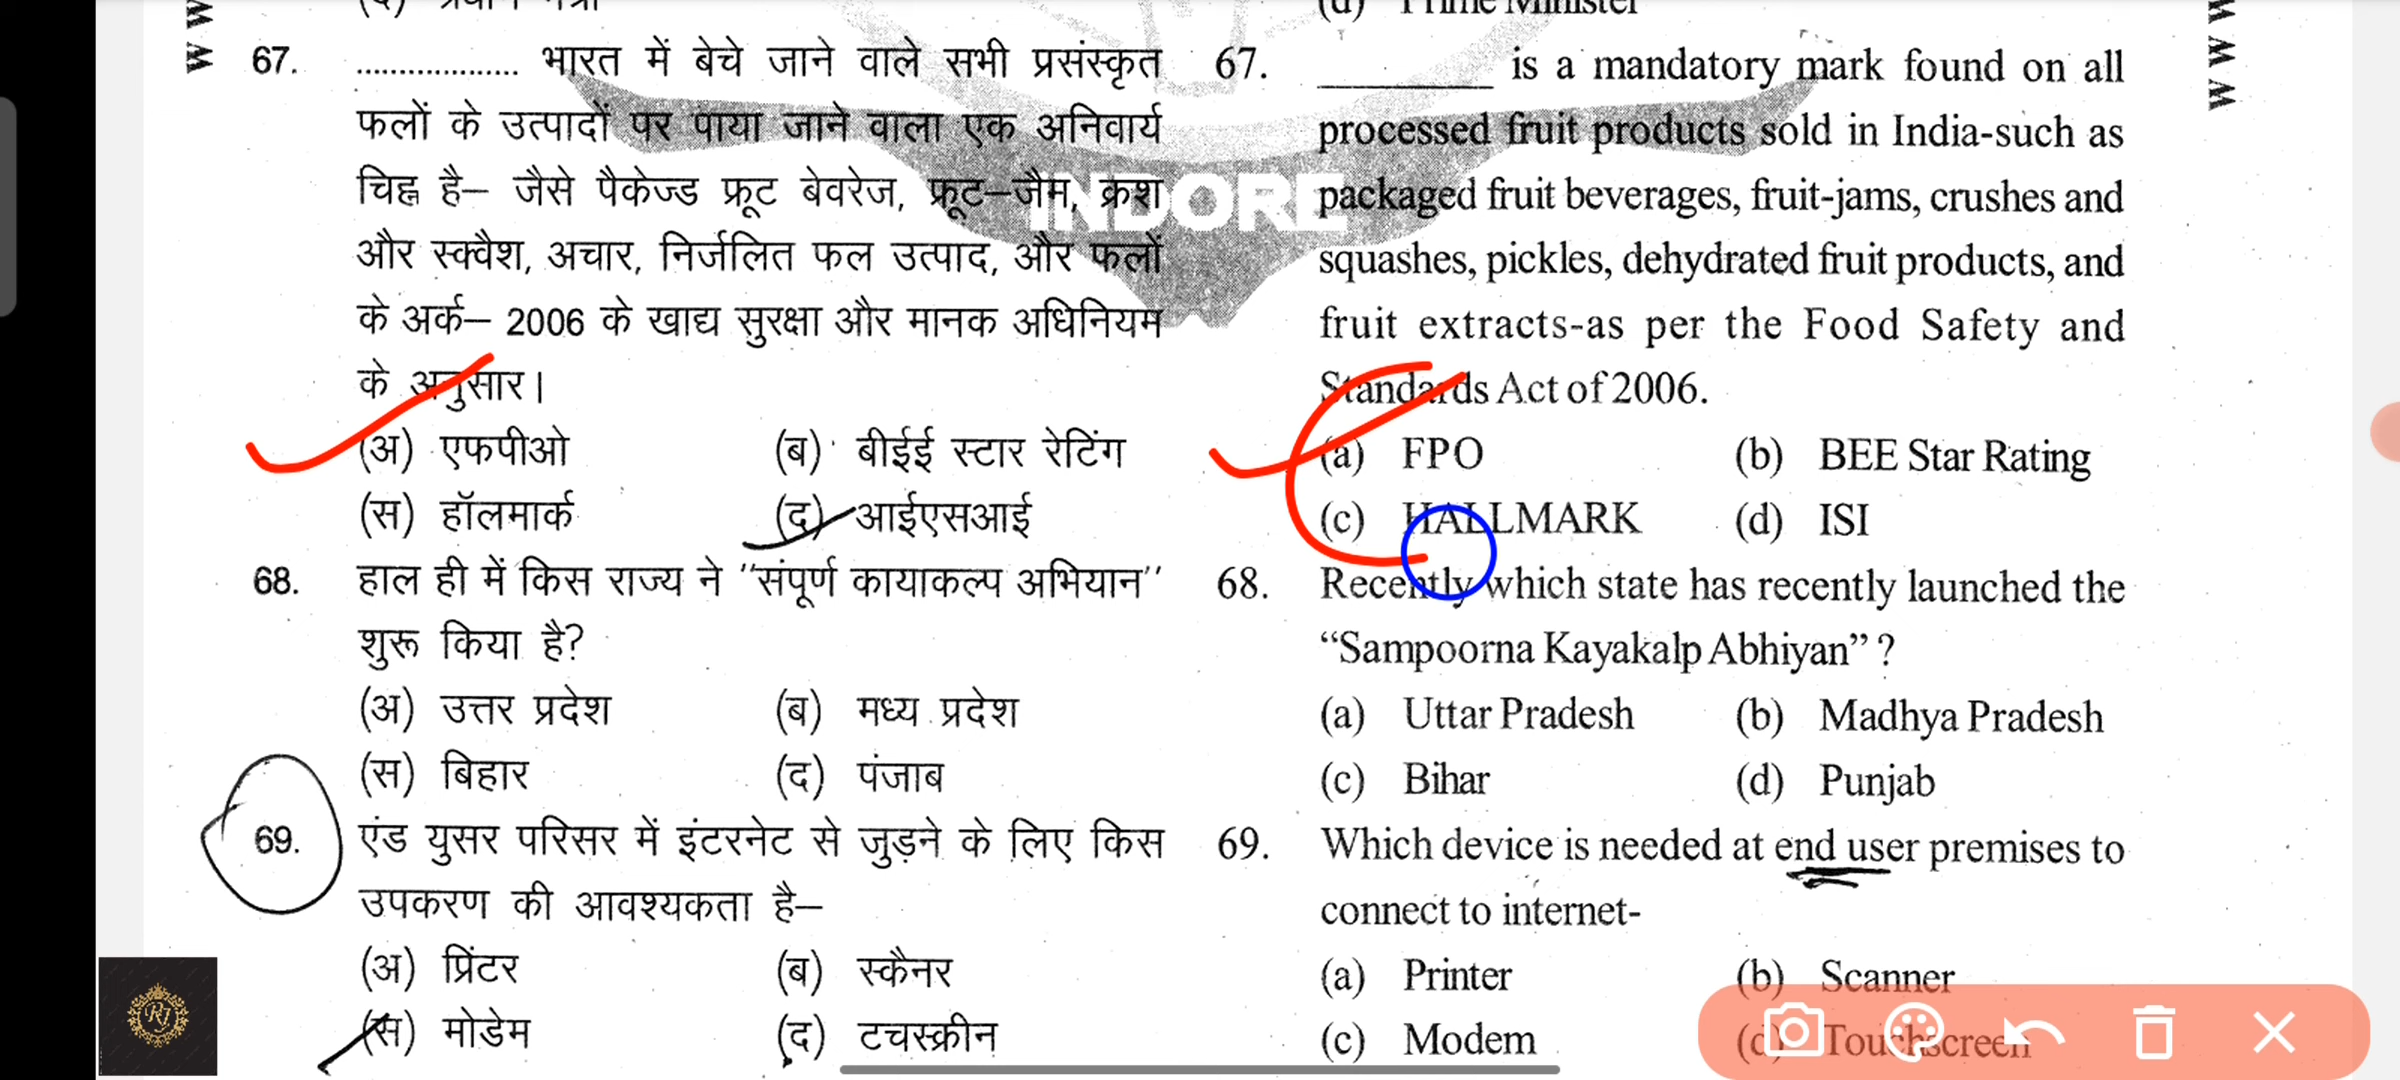 67. ................... भारत में बेचे जाने वाले सभी प्रसंस्कृत
फलों के उत्पादों पर पाया जाने वाला एक अनिवार्य
चिह्न है– जैसे पैकेज्ड फ्रूट बेवरेज, फ्रूट–जैम, क्रश
और स्क्वैश, अचार, निर्जलित फल उत्पाद, और फलों
के अर्क– 2006 के खाद्य सुरक्षा और मानक अधिनियम
के अनुसार।
(अ) एफपीओ (ब) बीईई स्टार रेटिंग
(स) हॉलमार्क (द) आईएसआई
68. हाल ही में किस राज्य ने "संपूर्ण कायाकल्प अभियान"
शुरू किया है?
(अ) उत्तर प्रदेश (ब) मध्य प्रदेश
(स) बिहार (द) पंजाब
69. एंड युसर परिसर में इंटरनेट से जुड़ने के लिए किस
उपकरण की आवश्यकता है–
(अ) प्रिंटर (ब) स्कैनर
(स) मोडेम (द) टचस्क्रीन
(d) Prime Minister
67. __________ is a mandatory mark found on all
processed fruit products sold in India-such as
packaged fruit beverages, fruit-jams, crushes and
squashes, pickles, dehydrated fruit products, and
fruit extracts-as per the Food Safety and
Standards Act of 2006.
(a) FPO (b) BEE Star Rating
(c) HALLMARK (d) ISI
68. Recently which state has recently launched the
“Sampoorna Kayakalp Abhiyan” ?
(a) Uttar Pradesh (b) Madhya Pradesh
(c) Bihar (d) Punjab
69. Which device is needed at end user premises to
connect to internet-
(a) Printer (b) Scanner
(c) Modem (d) Touchscreen
INDORE
W W
W W W
RJ